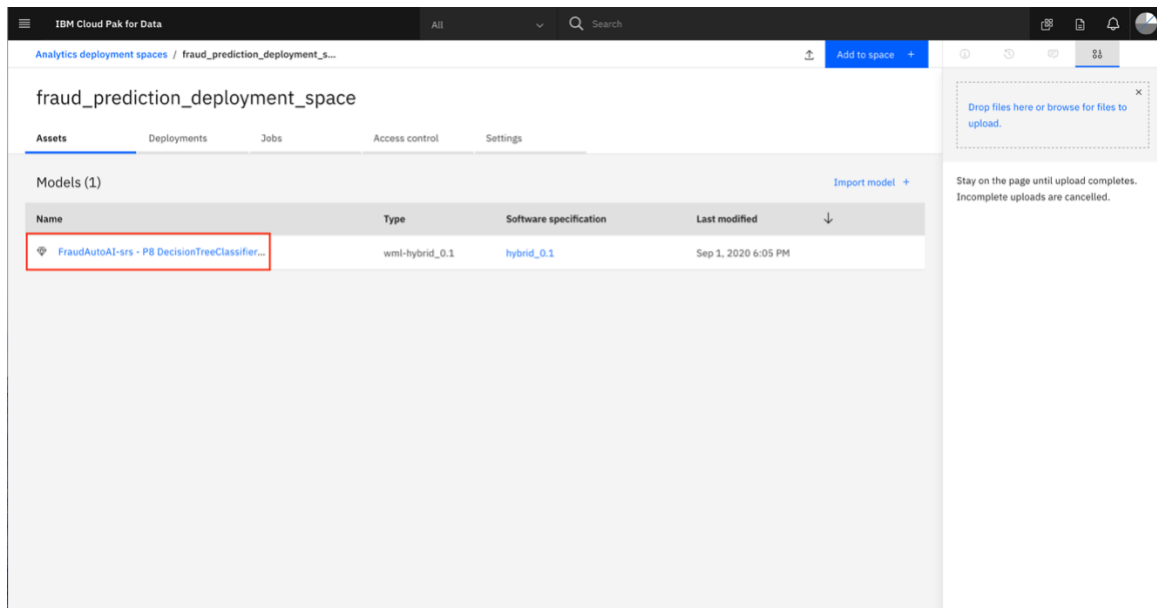 IBM Cloud Pak for Data
All
Search
Analytics deployment spaces / fraud_prediction_deployment_s...
Add to space +
fraud_prediction_deployment_space
Assets Deployments Jobs Access control Settings
Models (1)
Import model +
Name Type Software specification Last modified
FraudAutoAI-srs - P8 DecisionTreeClassifier... wml-hybrid_0.1 hybrid_0.1 Sep 1, 2020 6:05 PM
Drop files here or browse for files to
upload.
Stay on the page until upload completes.
Incomplete uploads are cancelled.